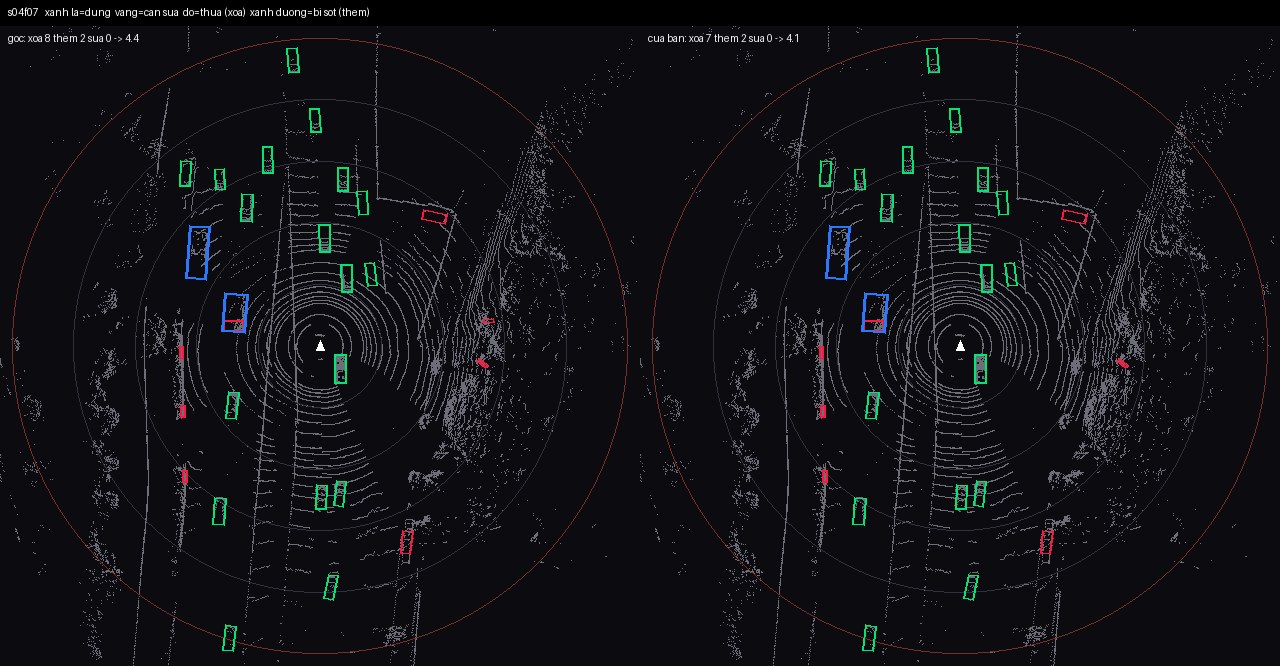 s04f07 xanh la=dung vang=can sua do=thua (xoa) xanh duong=bi sot (them)
goc: xoa 8 them 2 sua 0 -> 4.4
cua ban: xoa 7 them 2 sua 0 -> 4.1